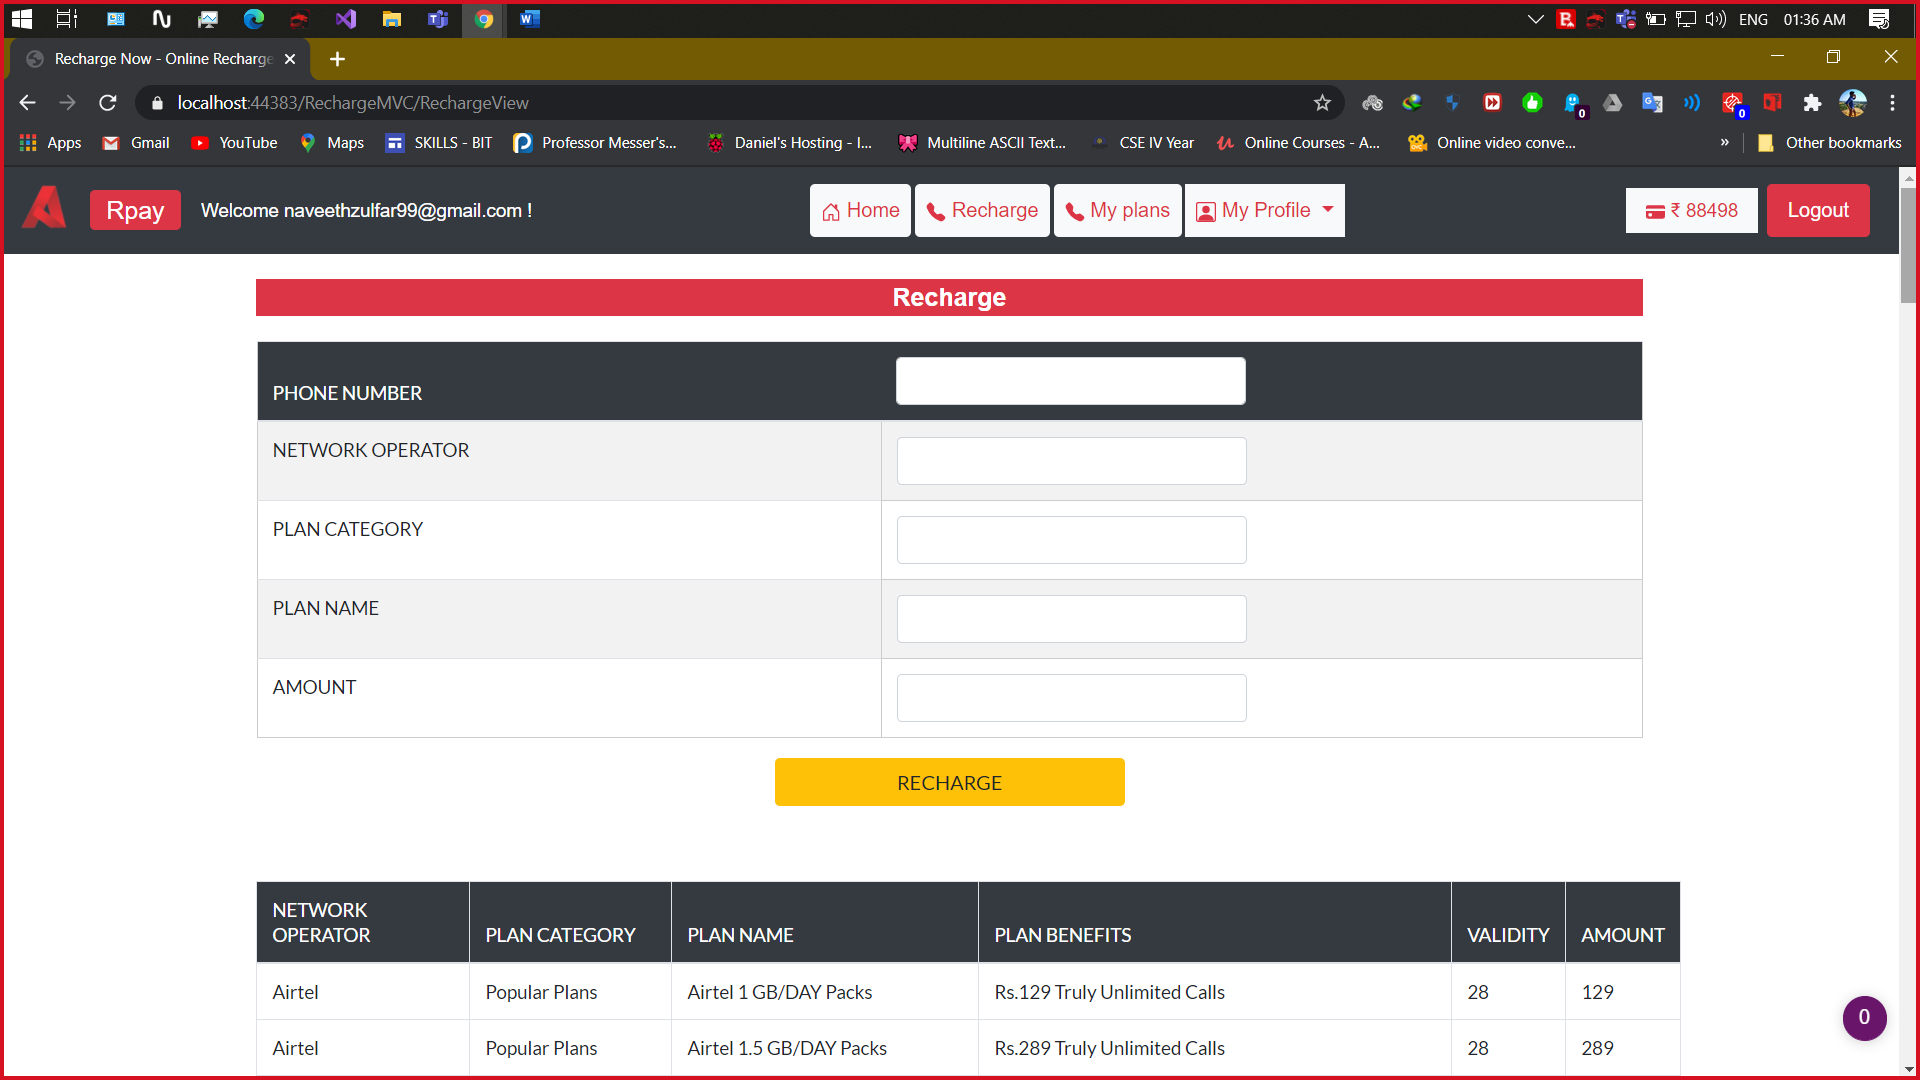 ENG 01:36 AM
Recharge Now - Online Recharge
localhost:44383/RechargeMVC/RechargeView
0 0
Apps Gmail YouTube Maps SKILLS - BIT Professor Messer's... Daniel's Hosting - I... Multiline ASCII Text... CSE IV Year Online Courses - A... Online video conve... » Other bookmarks
Rpay Welcome naveethzulfar99@gmail.com ! Home Recharge My plans My Profile ₹ 88498 Logout
Recharge
PHONE NUMBER
NETWORK OPERATOR
PLAN CATEGORY
PLAN NAME
AMOUNT
RECHARGE
NETWORK
OPERATOR PLAN CATEGORY PLAN NAME PLAN BENEFITS VALIDITY AMOUNT
Airtel Popular Plans Airtel 1 GB/DAY Packs Rs.129 Truly Unlimited Calls 28 129
0
Airtel Popular Plans Airtel 1.5 GB/DAY Packs Rs.289 Truly Unlimited Calls 28 289